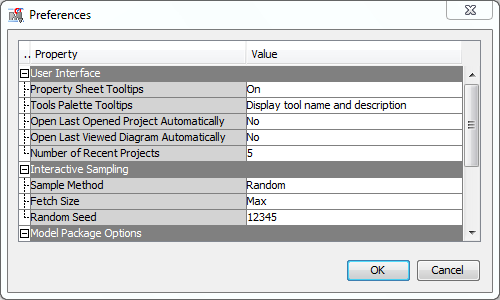 Preferences
.. Property Value
User Interface
Property Sheet Tooltips On
Tools Palette Tooltips Display tool name and description
Open Last Opened Project Automatically No
Open Last Viewed Diagram Automatically No
Number of Recent Projects 5
Interactive Sampling
Sample Method Random
Fetch Size Max
Random Seed 12345
Model Package Options
OK Cancel